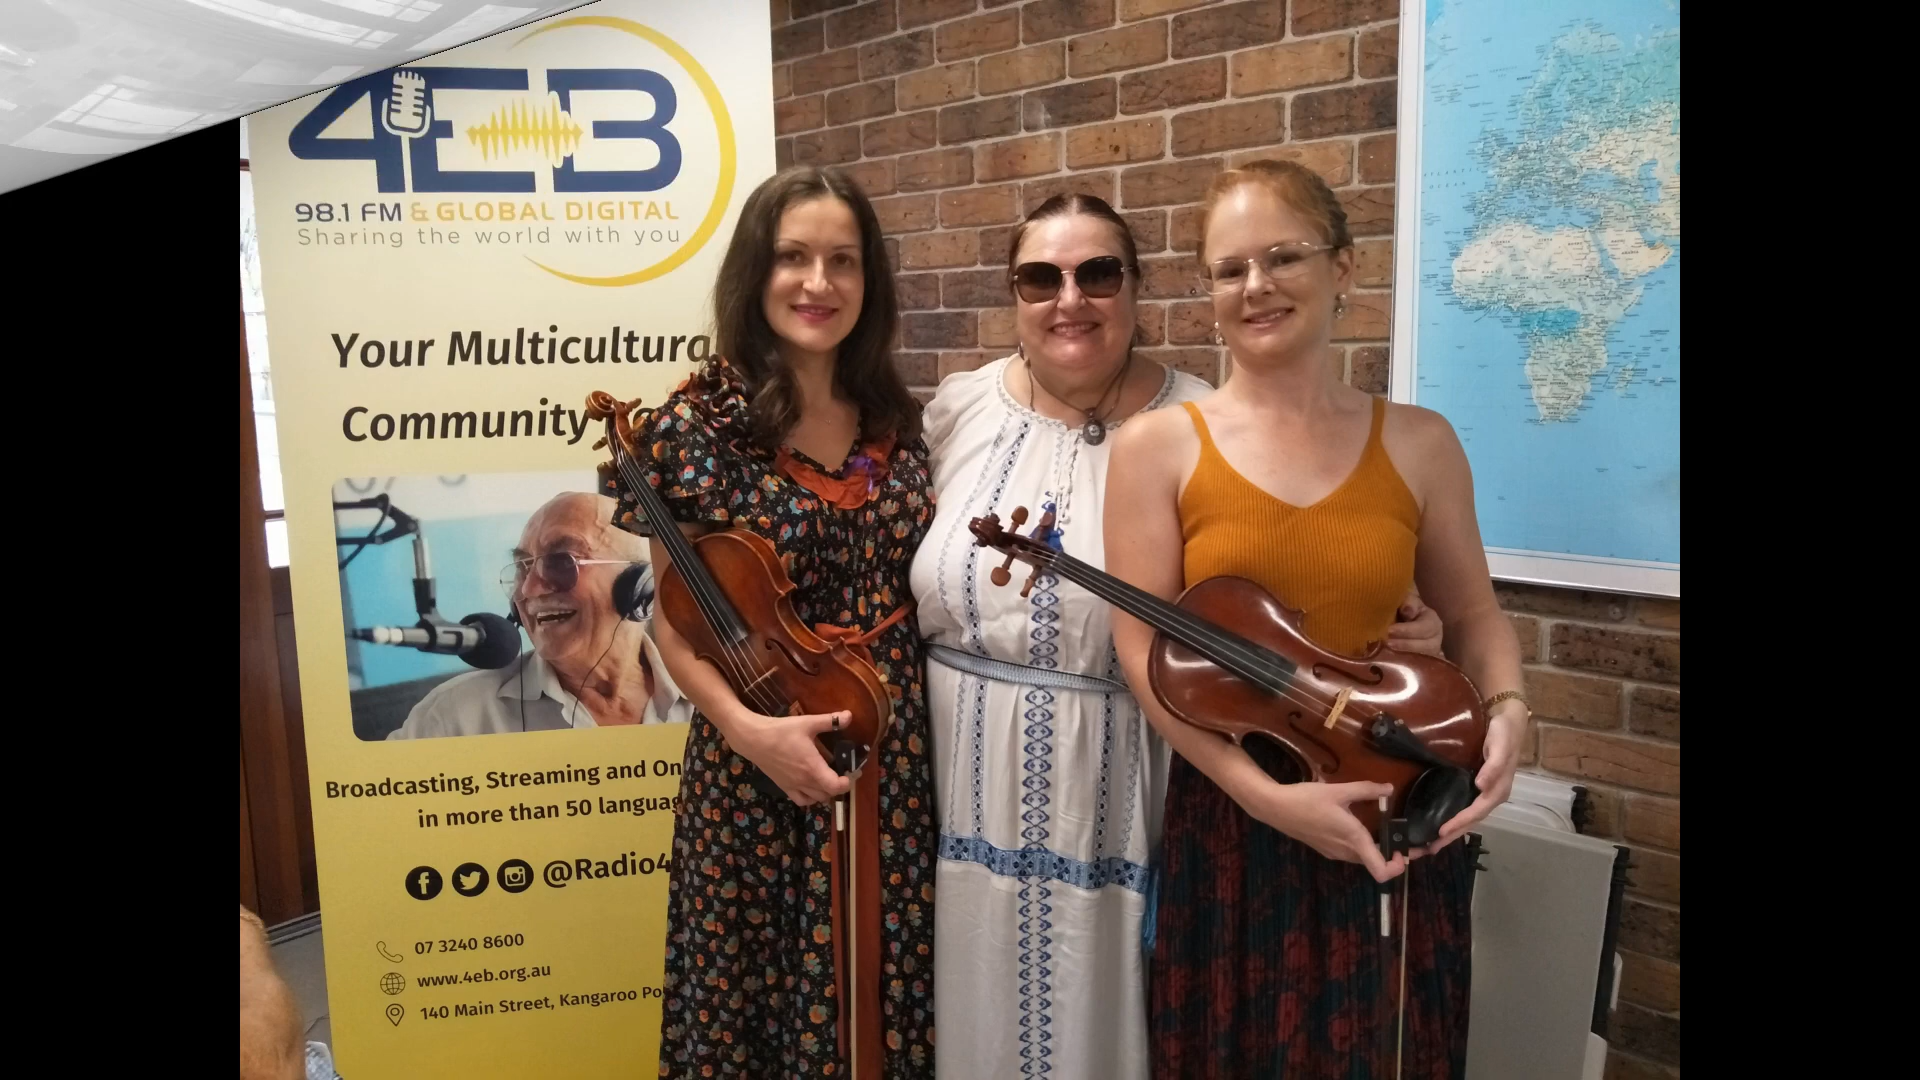 4EB
98.1 FM & GLOBAL DIGITAL
Sharing the world with you
Your Multicultura
Community
Broadcasting, Streaming and On
in more than 50 languag
@Radio4
07 3240 8600
www.4eb.org.au
140 Main Street, Kangaroo Po